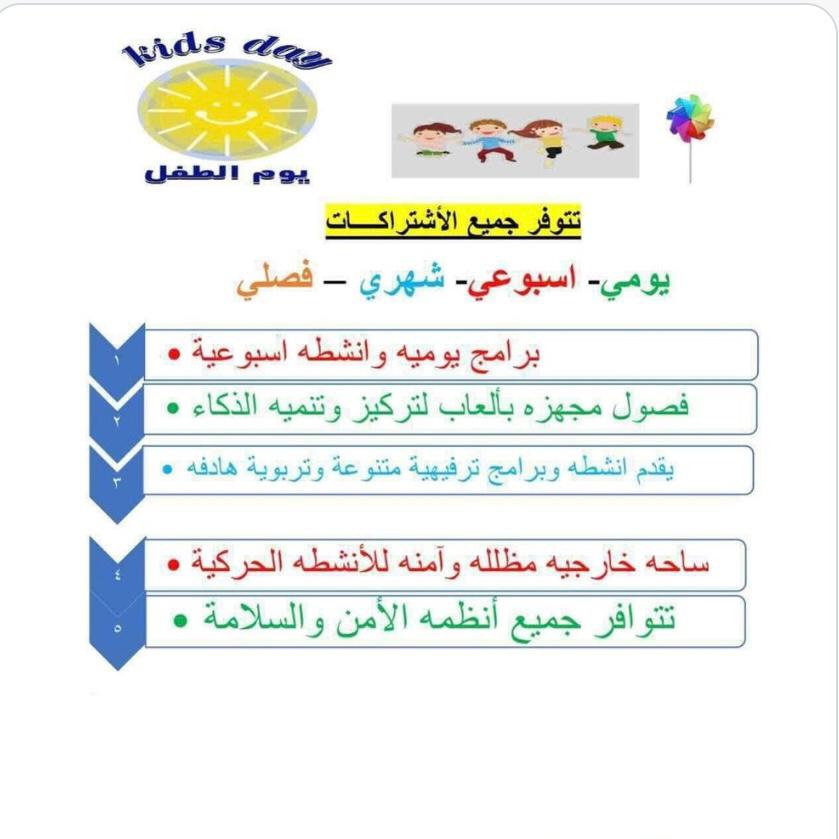 kids day
يوم الطفل
تتوفر جميع الأشتراكـــات
يومي- اسبوعي- شهري – فصلي
١
برامج يوميه وانشطه اسبوعية •
٢
فصول مجهزه بألعاب لتركيز وتنميه الذكاء •
٣
يقدم انشطه وبرامج ترفيهية متنوعة وتربوية هادفه •
٤
ساحه خارجيه مظلله وآمنه للأنشطه الحركية •
٥
تتوافر جميع أنظمه الأمن والسلامة •